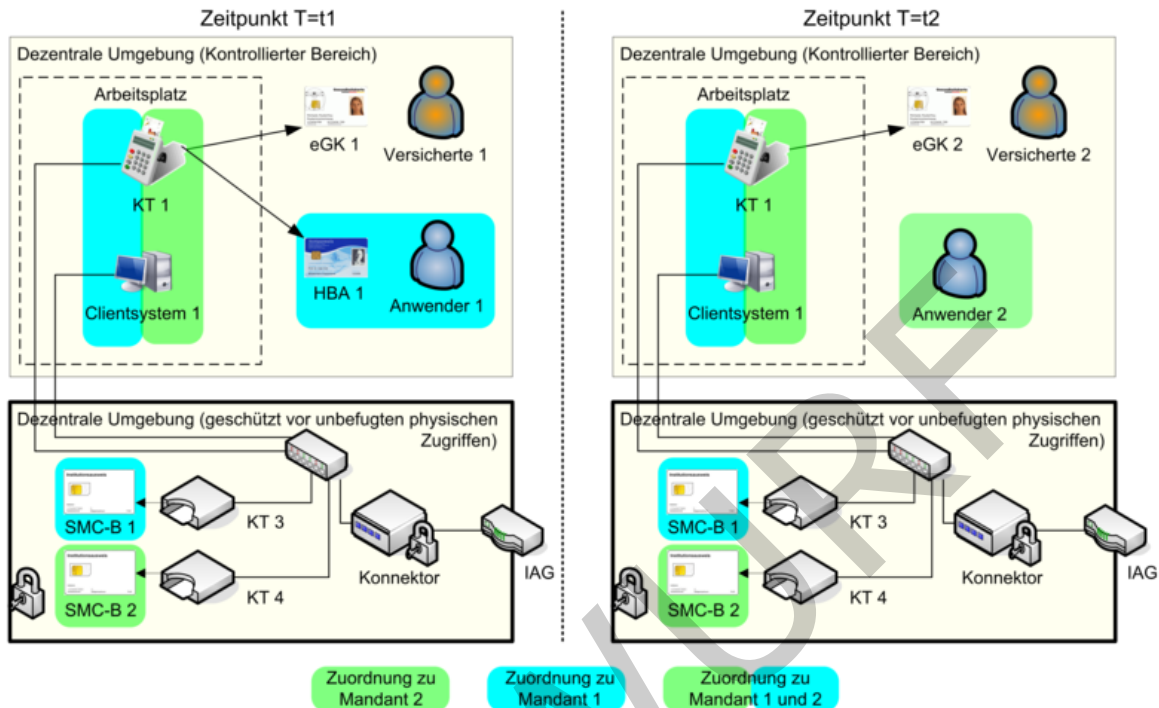 Zeitpunkt T=t1
Dezentrale Umgebung (Kontrollierter Bereich)
Arbeitsplatz
eGK 1
Versicherte 1
KT 1
HBA 1
Anwender 1
Clientsystem 1
Dezentrale Umgebung (geschützt vor unbefugten physischen
Zugriffen)
SMC-B 1
KT 3
SMC-B 2
KT 4
Konnektor
IAG
Zeitpunkt T=t2
Dezentrale Umgebung (Kontrollierter Bereich)
Arbeitsplatz
eGK 2
Versicherte 2
KT 1
Clientsystem 1
Anwender 2
Dezentrale Umgebung (geschützt vor unbefugten physischen
Zugriffen)
SMC-B 1
KT 3
SMC-B 2
KT 4
Konnektor
IAG
Zuordnung zu
Mandant 2
Zuordnung zu
Mandant 1
Zuordnung zu
Mandant 1 und 2